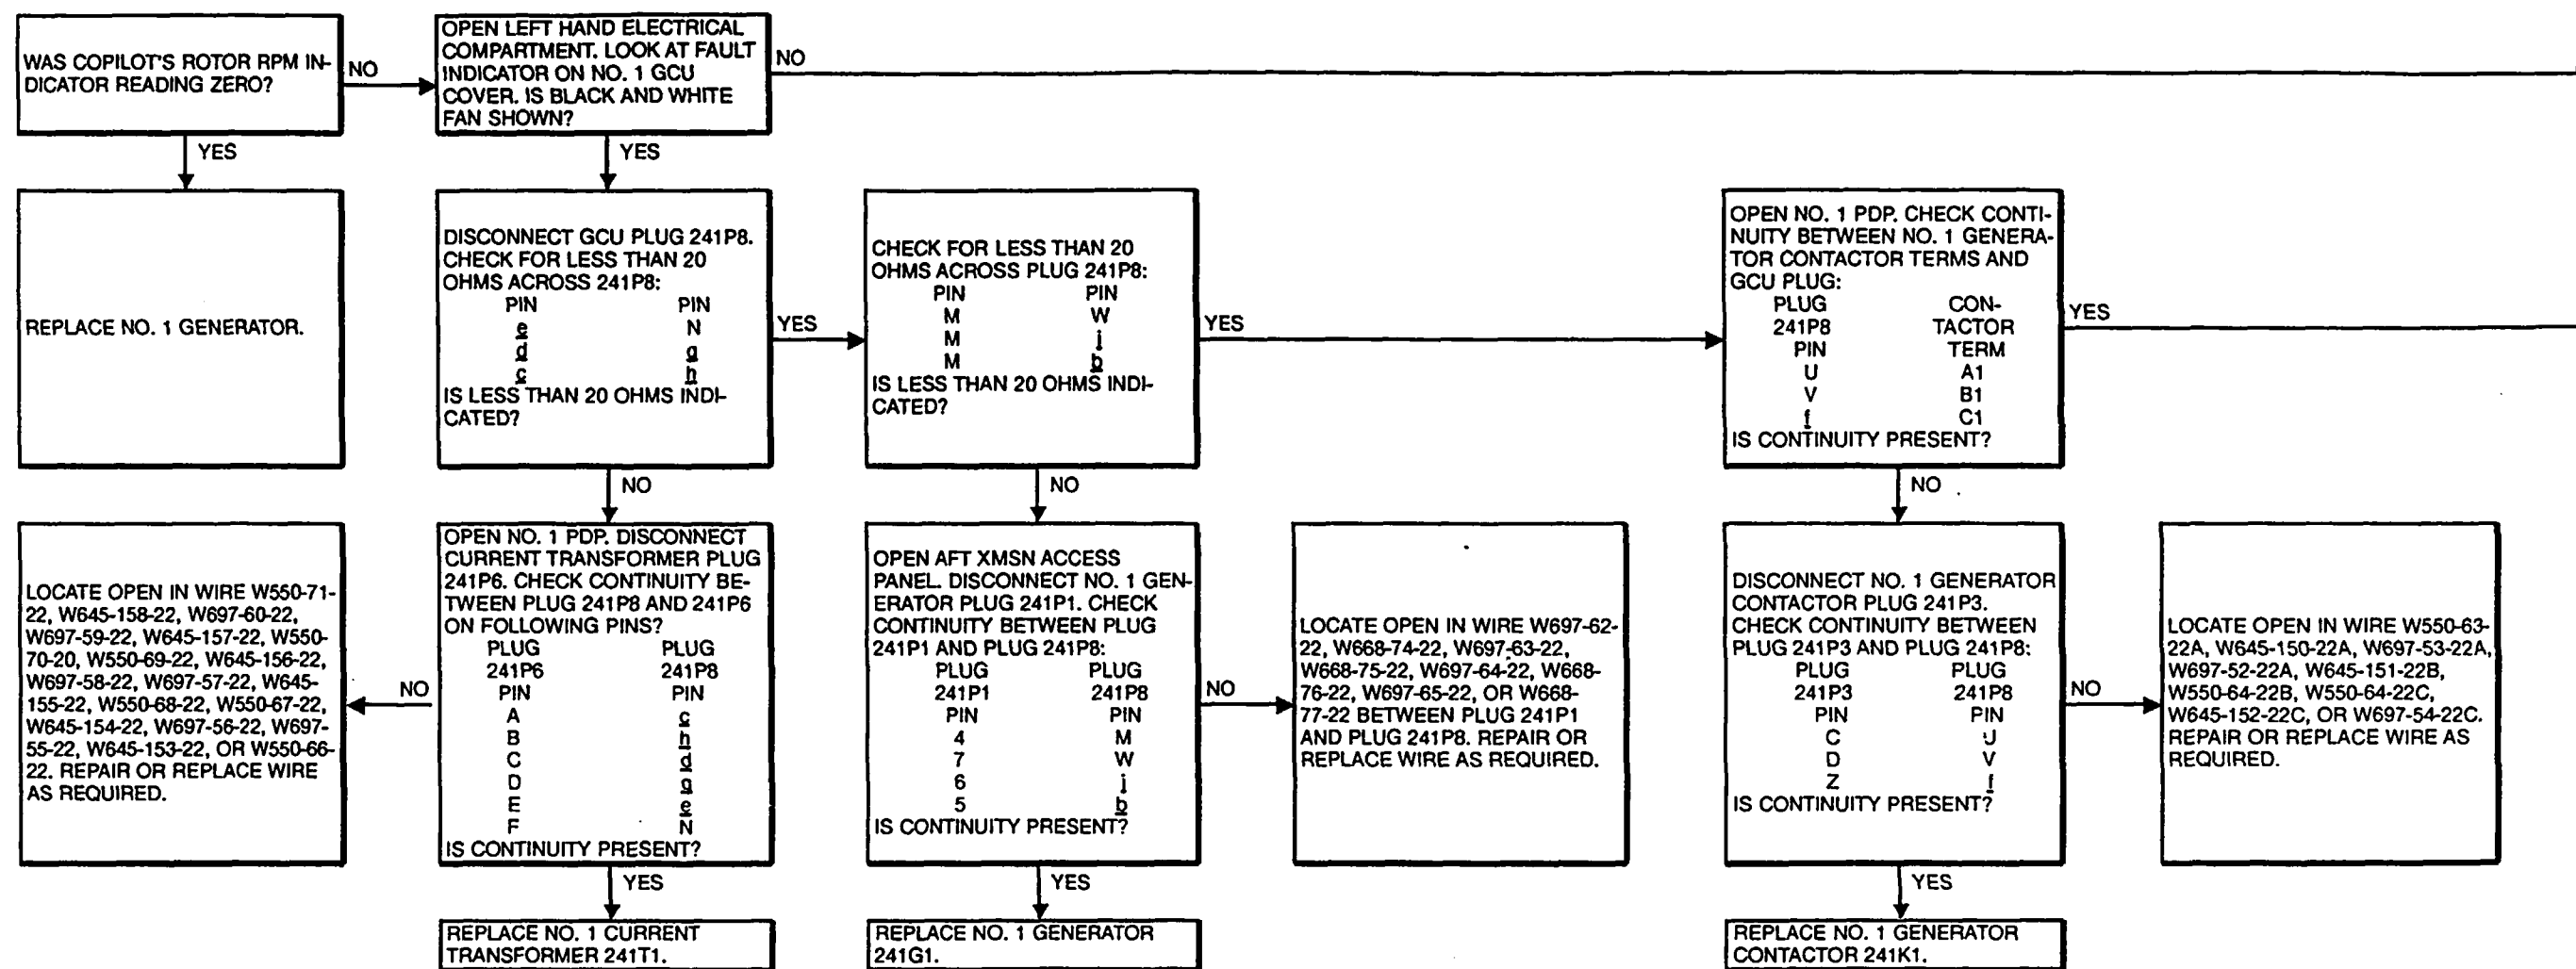 WAS COPILOT'S ROTOR RPM IN-
DICATOR READING ZERO?
NO
YES
OPEN LEFT HAND ELECTRICAL
COMPARTMENT. LOOK AT FAULT
INDICATOR ON NO. 1 GCU
COVER. IS BLACK AND WHITE
FAN SHOWN?
NO
YES
REPLACE NO. 1 GENERATOR.
DISCONNECT GCU PLUG 241P8.
CHECK FOR LESS THAN 20
OHMS ACROSS 241P8:
PIN PIN
e N
d g
c h
IS LESS THAN 20 OHMS INDI-
CATED?
YES
NO
CHECK FOR LESS THAN 20
OHMS ACROSS PLUG 241P8:
PIN PIN
M W
M j
M b
IS LESS THAN 20 OHMS INDI-
CATED?
YES
NO
OPEN NO. 1 PDP. CHECK CONTI-
NUITY BETWEEN NO. 1 GENERA-
TOR CONTACTOR TERMS AND
GCU PLUG:
PLUG CON-
241P8 TACTOR
PIN TERM
U A1
V B1
f C1
IS CONTINUITY PRESENT?
YES
NO
LOCATE OPEN IN WIRE W550-71-
22, W645-158-22, W697-60-22,
W697-59-22, W645-157-22, W550-
70-20, W550-69-22, W645-156-22,
W697-58-22, W697-57-22, W645-
155-22, W550-68-22, W550-67-22,
W645-154-22, W697-56-22, W697-
55-22, W645-153-22, OR W550-66-
22. REPAIR OR REPLACE WIRE
AS REQUIRED.
NO
OPEN NO. 1 PDP. DISCONNECT
CURRENT TRANSFORMER PLUG
241P6. CHECK CONTINUITY BE-
TWEEN PLUG 241P8 AND 241P6
ON FOLLOWING PINS?
PLUG PLUG
241P6 241P8
PIN PIN
A c
B h
C d
D g
E e
F N
IS CONTINUITY PRESENT?
YES
OPEN AFT XMSN ACCESS
PANEL. DISCONNECT NO. 1 GEN-
ERATOR PLUG 241P1. CHECK
CONTINUITY BETWEEN PLUG
241P1 AND PLUG 241P8:
PLUG PLUG
241P1 241P8
PIN PIN
4 M
7 W
6 j
5 b
IS CONTINUITY PRESENT?
NO
YES
LOCATE OPEN IN WIRE W697-62-
22, W668-74-22, W697-63-22,
W668-75-22, W697-64-22, W668-
76-22, W697-65-22, OR W668-
77-22 BETWEEN PLUG 241P1
AND PLUG 241P8. REPAIR OR
REPLACE WIRE AS REQUIRED.
DISCONNECT NO. 1 GENERATOR
CONTACTOR PLUG 241P3.
CHECK CONTINUITY BETWEEN
PLUG 241P3 AND PLUG 241P8:
PLUG PLUG
241P3 241P8
PIN PIN
C U
D V
Z f
IS CONTINUITY PRESENT?
NO
YES
LOCATE OPEN IN WIRE W550-63-
22A, W645-150-22A, W697-53-22A,
W697-52-22A, W645-151-22B,
W550-64-22B, W550-64-22C,
W645-152-22C, OR W697-54-22C.
REPAIR OR REPLACE WIRE AS
REQUIRED.
REPLACE NO. 1 CURRENT
TRANSFORMER 241T1.
REPLACE NO. 1 GENERATOR
241G1.
REPLACE NO. 1 GENERATOR
CONTACTOR 241K1.